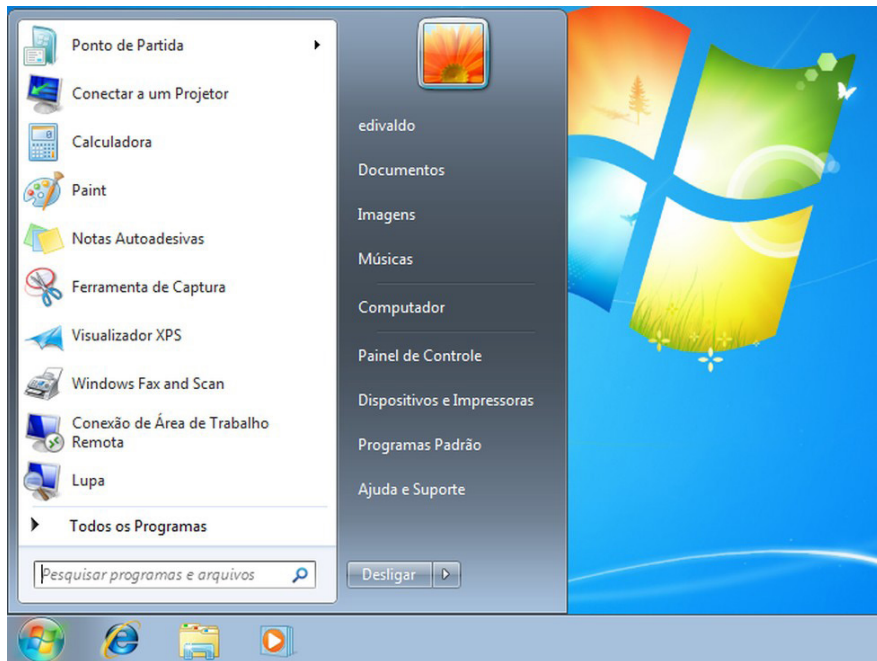 Ponto de Partida
Conectar a um Projetor
Calculadora
Paint
Notas Autoadesivas
Ferramenta de Captura
Visualizador XPS
Windows Fax and Scan
Conexão de Área de Trabalho
Remota
Lupa
Todos os Programas
Pesquisar programas e arquivos
edivaldo
Documentos
Imagens
Músicas
Computador
Painel de Controle
Dispositivos e Impressoras
Programas Padrão
Ajuda e Suporte
Desligar